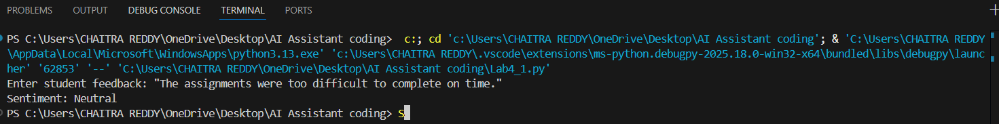 PROBLEMS OUTPUT DEBUG CONSOLE TERMINAL PORTS
PS C:\Users\CHAITRA REDDY\OneDrive\Desktop\AI Assistant coding>  c:; cd 'c:\Users\CHAITRA REDDY\OneDrive\Desktop\AI Assistant coding'; & 'C:\Users\CHAITRA REDDY
\AppData\Local\Microsoft\WindowsApps\python3.13.exe' 'c:\Users\CHAITRA REDDY\.vscode\extensions\ms-python.debugpy-2025.18.0-win32-x64\bundled\libs\debugpy\launc
her' '62853' '--' 'C:\Users\CHAITRA REDDY\OneDrive\Desktop\AI Assistant coding\Lab4_1.py'
Enter student feedback: "The assignments were too difficult to complete on time."
Sentiment: Neutral
PS C:\Users\CHAITRA REDDY\OneDrive\Desktop\AI Assistant coding> S